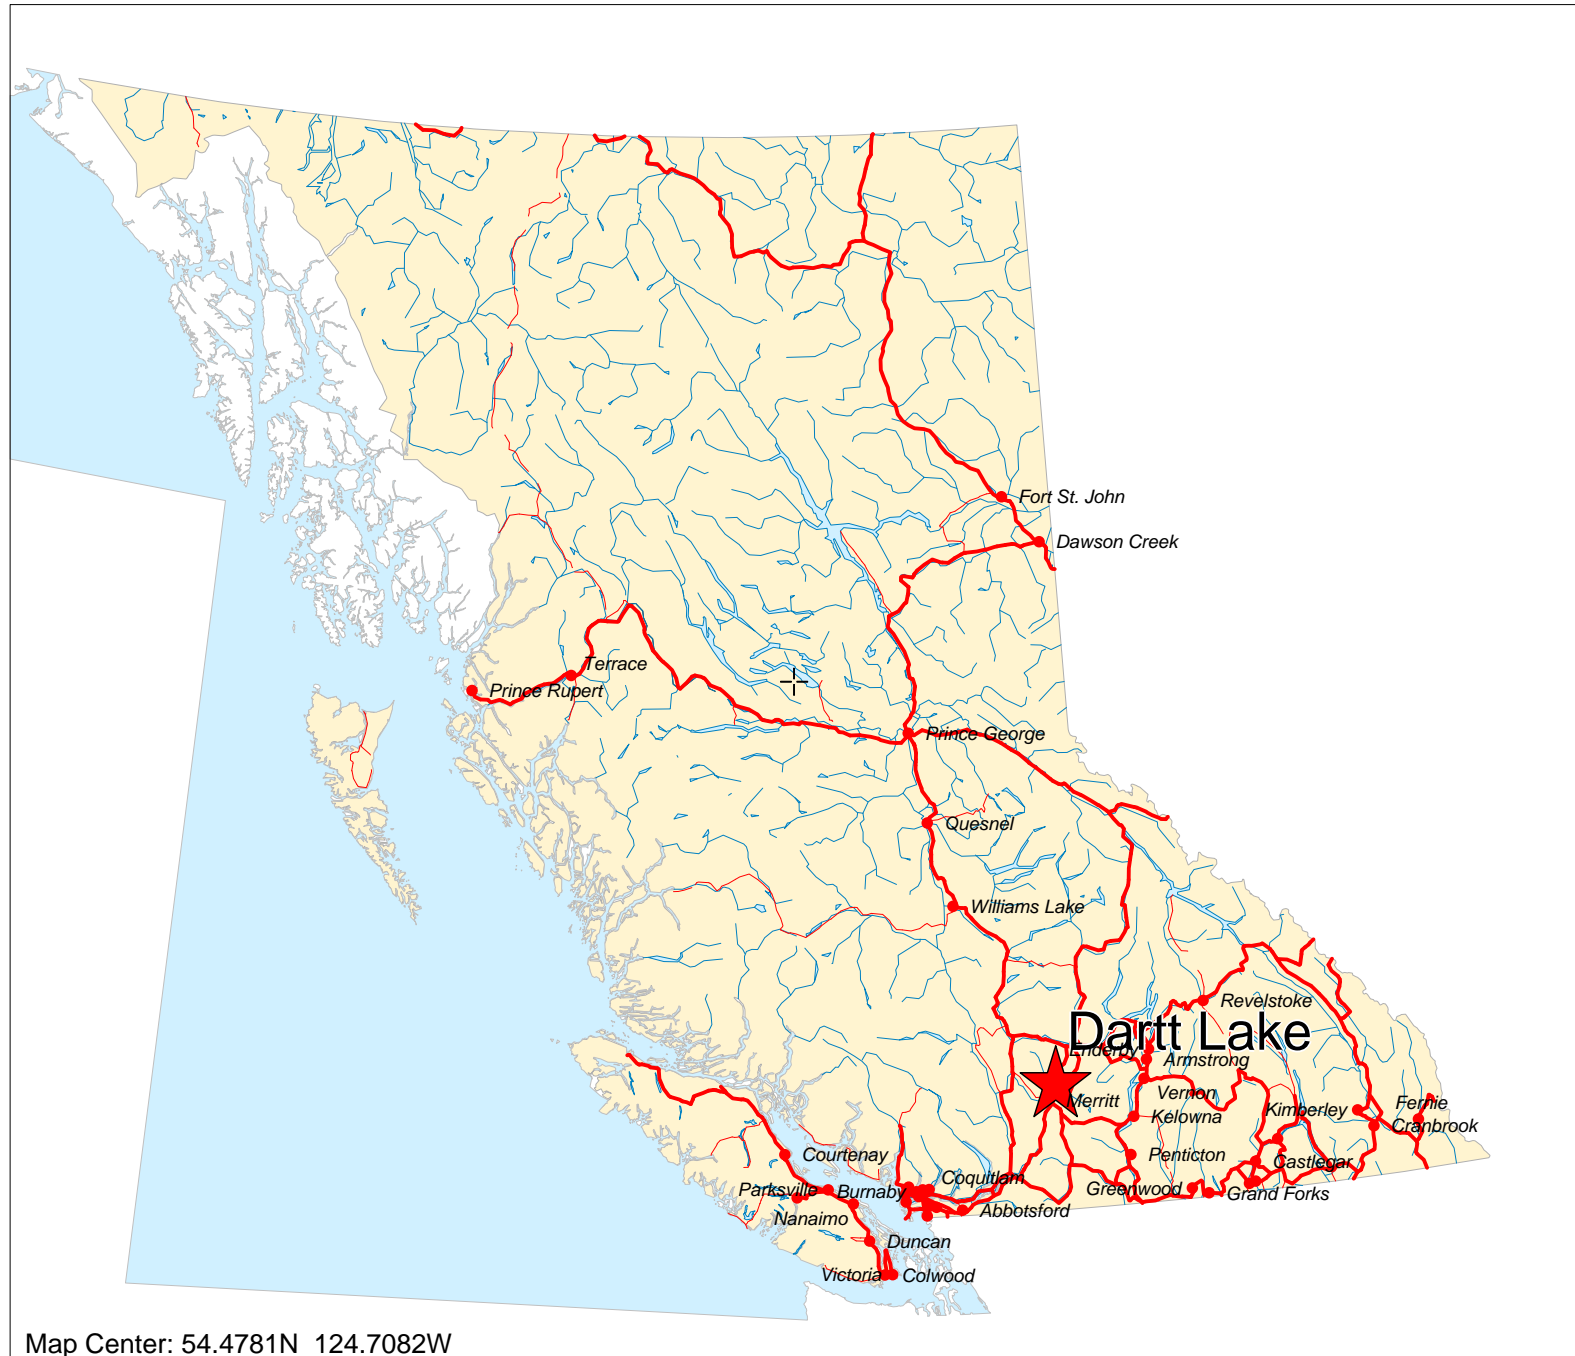 Fort St. John
Dawson Creek
Terrace
Prince Rupert
Prince George
Quesnel
Williams Lake
Revelstoke
Dartt Lake
Enderby
Armstrong
Vernon
Merritt
Kelowna
Kimberley
Fernie
Cranbrook
Courtenay
Penticton
Castlegar
Coquitlam
Parksville
Burnaby
Greenwood
Grand Forks
Abbotsford
Nanaimo
Duncan
Victoria
Colwood
Map Center: 54.4781N 124.7082W